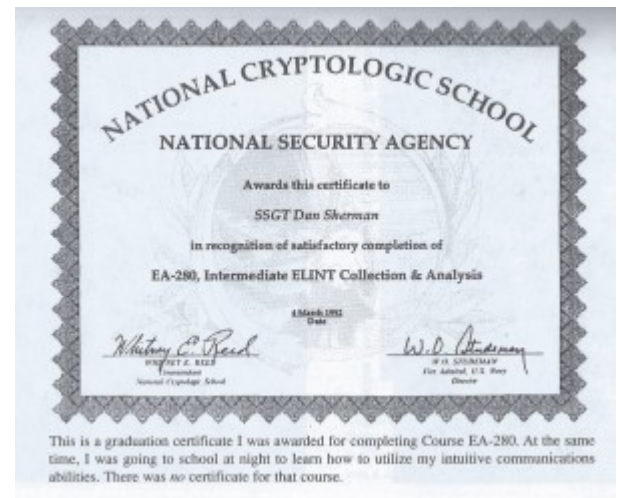 NATIONAL CRYPTOLOGIC SCHOOL
NATIONAL SECURITY AGENCY
Awards this certificate to
SSGT Dan Sherman
in recognition of satisfactory completion of
EA-280, Intermediate ELINT Collection & Analysis
4 March 1992
Date
Whitney E. Reed
W.O. Studeman
WHITNEY E. REED
W. O. STUDEMAN
Commandant
Vice Admiral, U.S. Navy
National Cryptologic School
Director
This is a graduation certificate I was awarded for completing Course EA-280. At the same
time, I was going to school at night to learn how to utilize my intuitive communications
abilities. There was no certificate for that course.